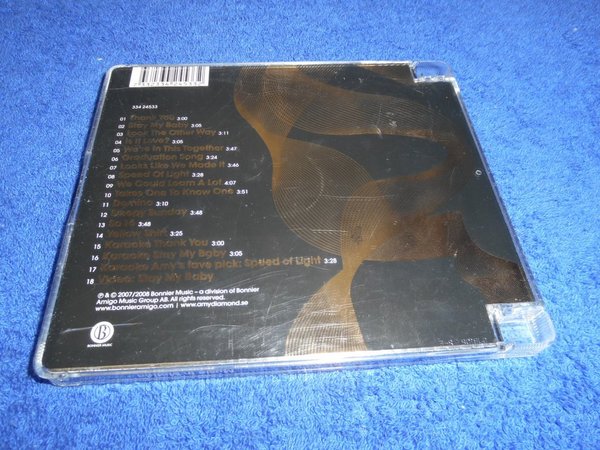 334 24533
01 Thank You 3:00
02 Stay My Baby 3:05
03 Look The Other Way 3:11
04 Is It Love? 3:05
05 We're In This Together 3:47
06 Graduation Song 3:24
07 Looks Like We Made It 3:46
08 Speed Of Light 3:28
09 We Could Learn A Lot 4:07
10 Takes One To Know One 3:51
11 Domino 3:10
12 Sunday 3:48
13 3:48
14 Yellow Shirt 3:25
15 Karaoke Thank You 3:00
16 Karaoke Stay My Baby 3:05
17 Karaoke Amy's fave pick: Speed of Light 3:28
18 Video: Stay My Baby
℗ & © 2007/2008 Bonnier Music – a division of Bonnier
Amigo Music Group AB. All rights reserved.
www.bonnieramigo.com | www.amydiamond.se
B
BONNIER MUSIC